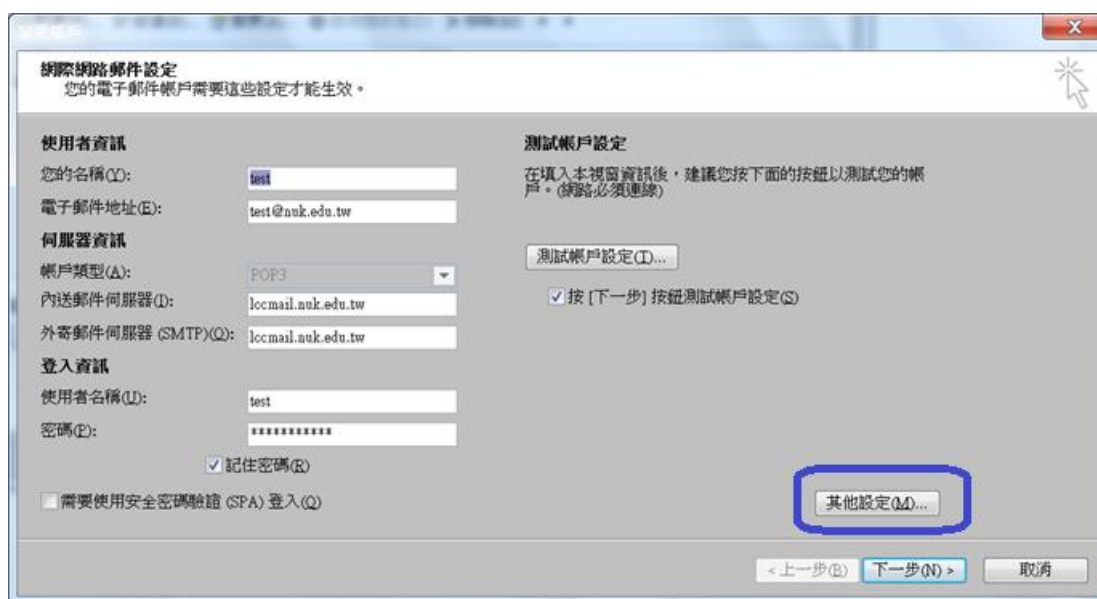 網際網路郵件設定
您的電子郵件帳戶需要這些設定才能生效。
使用者資訊
您的名稱(Y):
test
電子郵件地址(E):
test@nuk.edu.tw
伺服器資訊
帳戶類型(A):
POP3
內送郵件伺服器(I):
lccmail.nuk.edu.tw
外寄郵件伺服器 (SMTP)(O):
lccmail.nuk.edu.tw
登入資訊
使用者名稱(U):
test
密碼(P):
***********
記住密碼(R)
需要使用安全密碼驗證 (SPA) 登入(Q)
測試帳戶設定
在填入本視窗資訊後，建議您按下面的按鈕以測試您的帳
戶。(網路必須連線)
測試帳戶設定(T)...
按 [下一步] 按鈕測試帳戶設定(S)
其他設定(M)...
<上一步(B)
下一步(N) >
取消